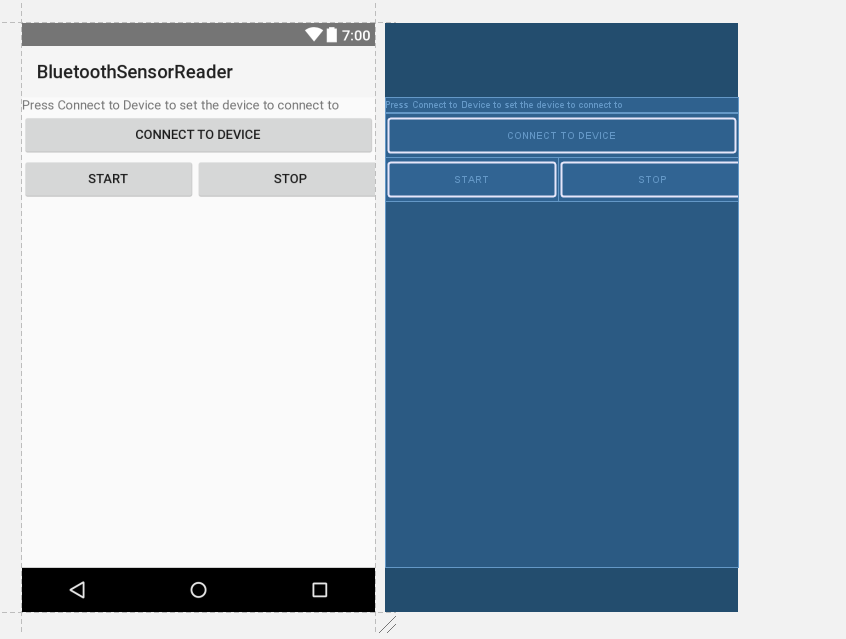 7:00
BluetoothSensorReader
Press Connect to Device to set the device to connect to
CONNECT TO DEVICE
START STOP
Press Connect to Device to set the device to connect to
CONNECT TO DEVICE
START STOP